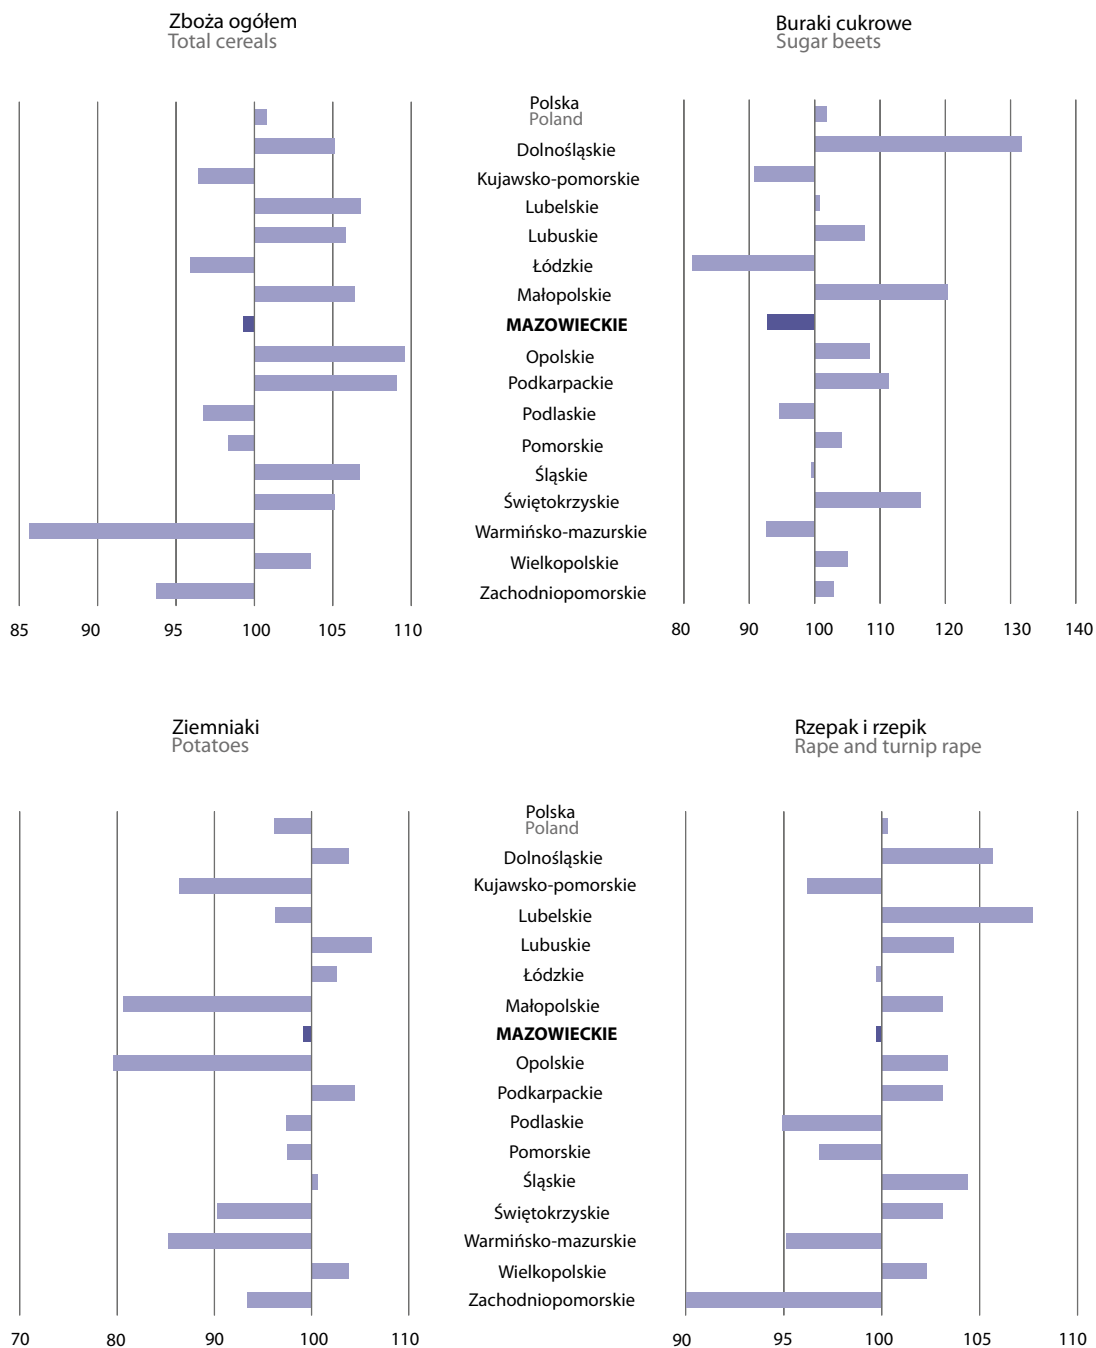 Zboża ogółem
Total cereals
Buraki cukrowe
Sugar beets
Polska
Poland
Dolnośląskie
Kujawsko-pomorskie
Lubelskie
Lubuskie
Łódzkie
Małopolskie
MAZOWIECKIE
Opolskie
Podkarpackie
Podlaskie
Pomorskie
Śląskie
Świętokrzyskie
Warmińsko-mazurskie
Wielkopolskie
Zachodniopomorskie
85 90 95 100 105 110
80 90 100 110 120 130 140
Ziemniaki
Potatoes
Rzepak i rzepik
Rape and turnip rape
Polska
Poland
Dolnośląskie
Kujawsko-pomorskie
Lubelskie
Lubuskie
Łódzkie
Małopolskie
MAZOWIECKIE
Opolskie
Podkarpackie
Podlaskie
Pomorskie
Śląskie
Świętokrzyskie
Warmińsko-mazurskie
Wielkopolskie
Zachodniopomorskie
70 80 90 100 110
90 95 100 105 110